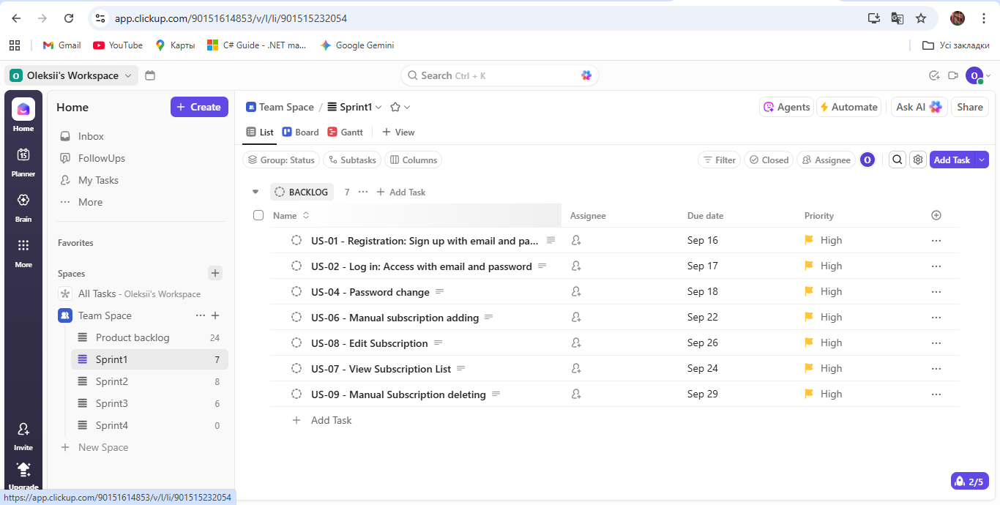 app.clickup.com/90151614853/v/l/li/901515232054
Gmail YouTube Карты C# Guide - .NET ma... Google Gemini Усі закладки
O Oleksii's Workspace Search Ctrl + K O
Home
Planner
15
Brain
More
Invite
Upgrade
Home + Create
Inbox
FollowUps
My Tasks
More
Favorites
Spaces
All Tasks - Oleksii's Workspace
Team Space
Product backlog 24
Sprint1 7
Sprint2 8
Sprint3 6
Sprint4 0
+ New Space
Team Space / Sprint1 Agents Automate Ask AI Share
List Board Gantt + View
Group: Status Subtasks Columns Filter Closed Assignee O Add Task
BACKLOG 7 ... + Add Task
Name Assignee Due date Priority
US-01 - Registration: Sign up with email and pa... Sep 16 High
US-02 - Log in: Access with email and password Sep 17 High
US-04 - Password change Sep 18 High
US-06 - Manual subscription adding Sep 22 High
US-08 - Edit Subscription Sep 26 High
US-07 - View Subscription List Sep 24 High
US-09 - Manual Subscription deleting Sep 29 High
+ Add Task
2/5
https://app.clickup.com/90151614853/v/l/li/901515232054